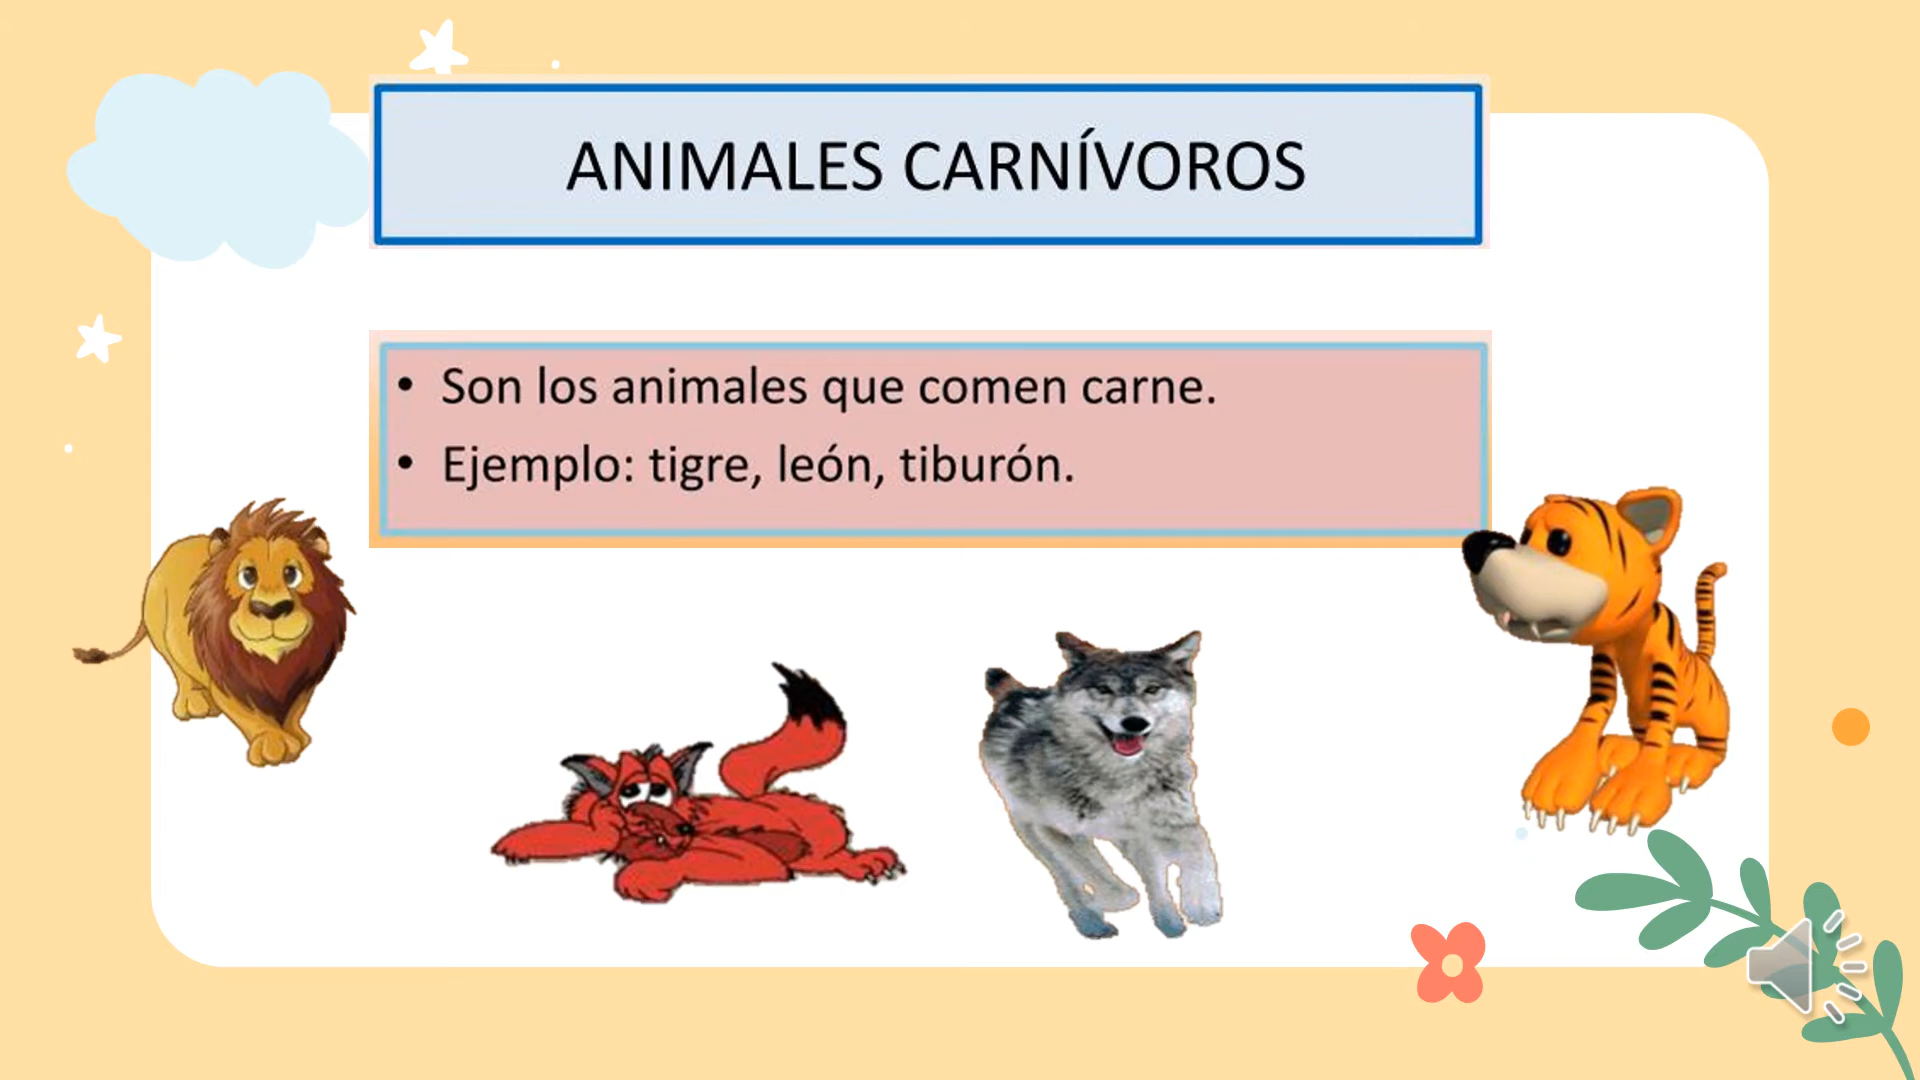 ANIMALES CARNÍVOROS
• Son los animales que comen carne.
• Ejemplo: tigre, león, tiburón.